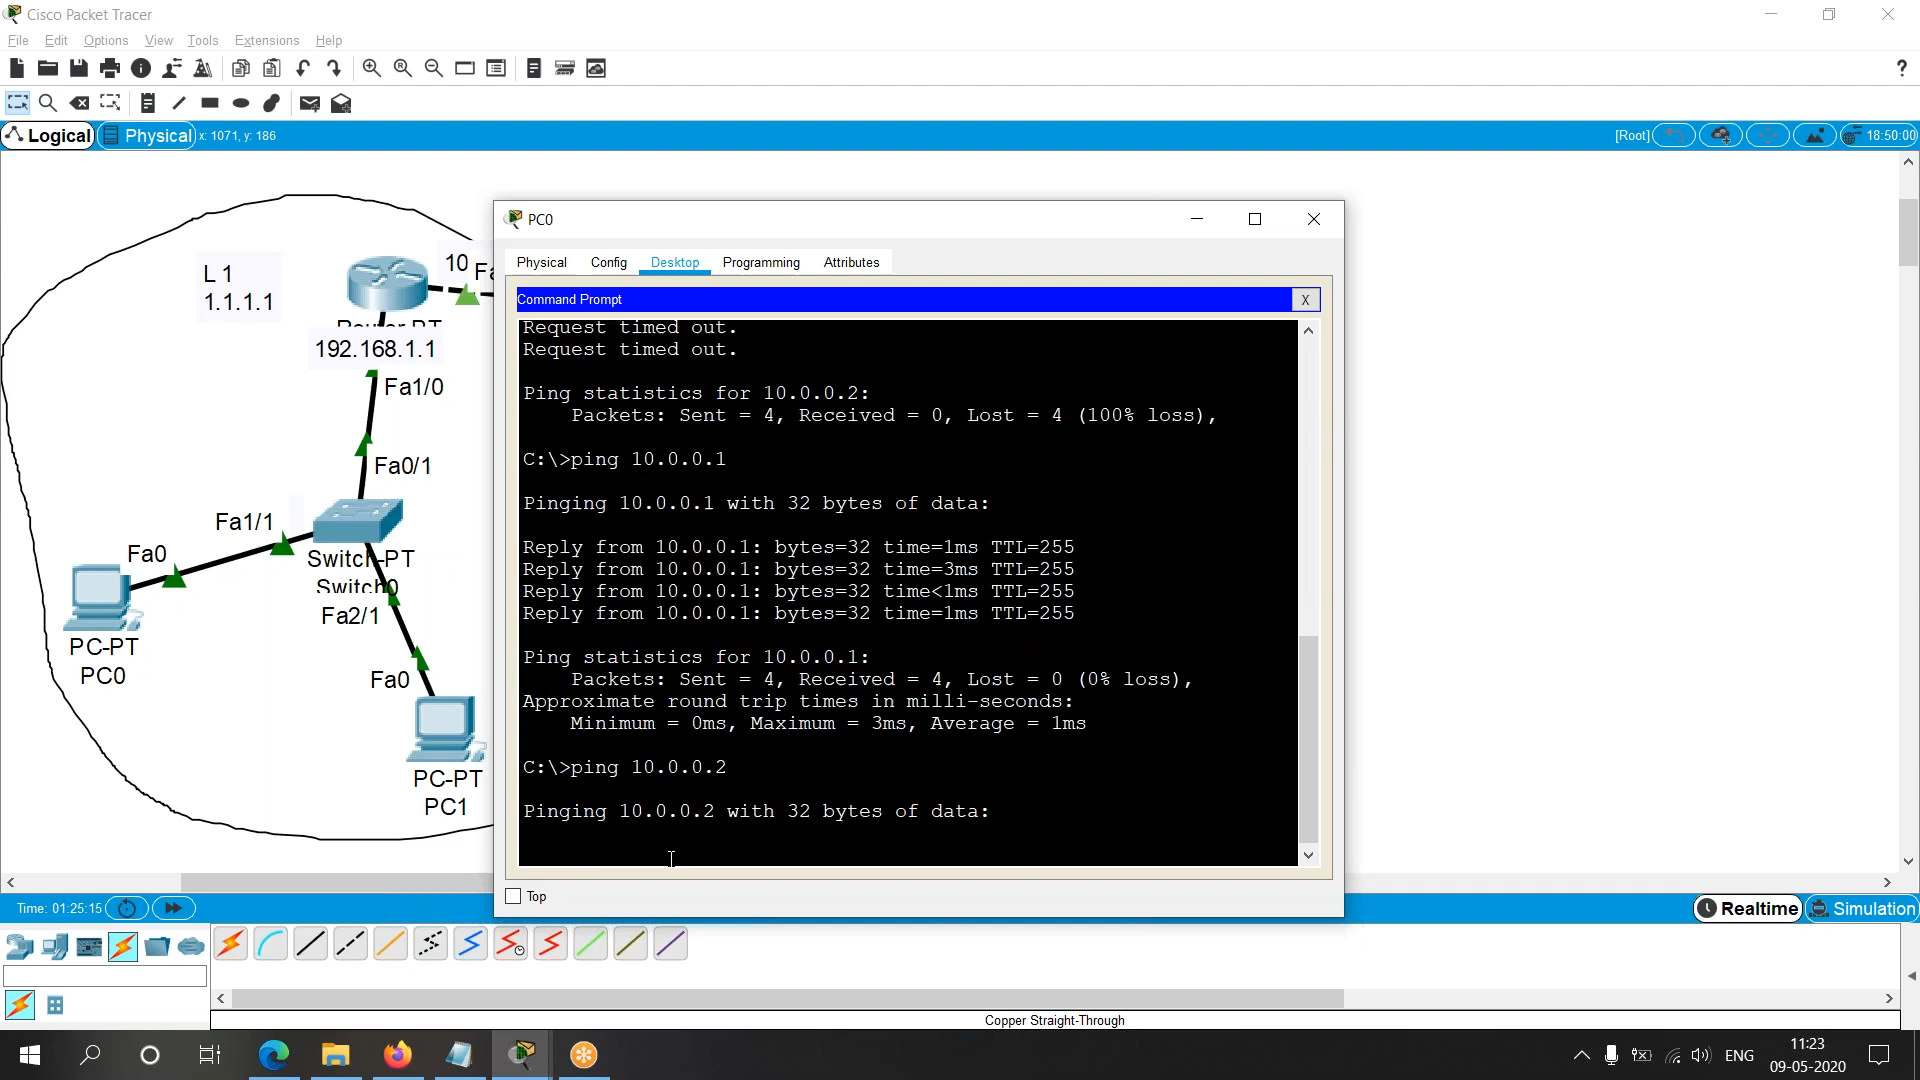 Cisco Packet Tracer
File Edit Options View Tools Extensions Help
?
Logical Physical x: 1071, y: 186 [Root] 18:50:00
L 1
1.1.1.1
10 Fa
192.168.1.1
Fa1/0
Fa0/1
Fa1/1
Fa0
Switch-PT
Switch0
Fa2/1
PC-PT
PC0
Fa0
PC-PT
PC1
PC0
Physical Config Desktop Programming Attributes
Command Prompt X
Request timed out.
Request timed out.
Ping statistics for 10.0.0.2:
Packets: Sent = 4, Received = 0, Lost = 4 (100% loss),
C:\>ping 10.0.0.1
Pinging 10.0.0.1 with 32 bytes of data:
Reply from 10.0.0.1: bytes=32 time=1ms TTL=255
Reply from 10.0.0.1: bytes=32 time=3ms TTL=255
Reply from 10.0.0.1: bytes=32 time<1ms TTL=255
Reply from 10.0.0.1: bytes=32 time=1ms TTL=255
Ping statistics for 10.0.0.1:
Packets: Sent = 4, Received = 4, Lost = 0 (0% loss),
Approximate round trip times in milli-seconds:
Minimum = 0ms, Maximum = 3ms, Average = 1ms
C:\>ping 10.0.0.2
Pinging 10.0.0.2 with 32 bytes of data:
Top
Time: 01:25:15 Realtime Simulation
Copper Straight-Through
ENG
11:23
09-05-2020